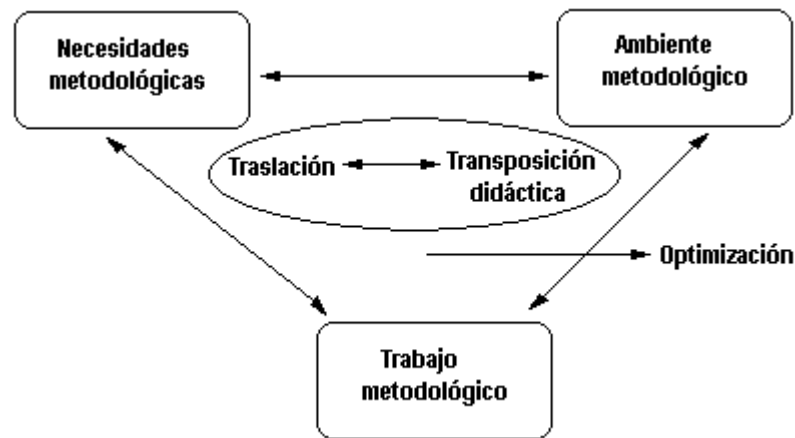 Necesidades
metodológicas
Ambiente
metodológico
Traslación
Transposición
didáctica
Optimización
Trabajo
metodológico